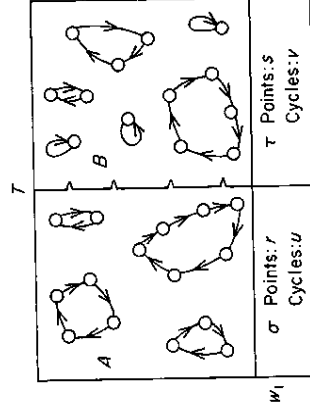 T
A
B
σ Points: r
Cycles: u
τ Points: s
Cycles: v
w₁